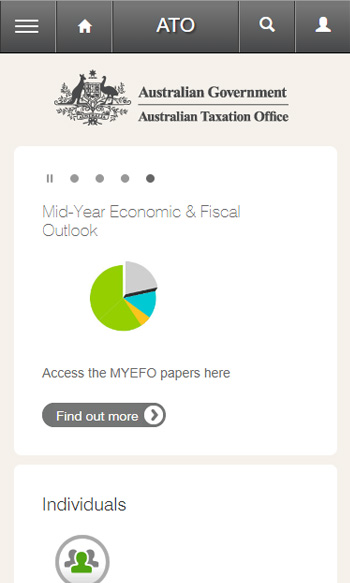 ATO
Australian Government
Australian Taxation Office
Mid-Year Economic & Fiscal
Outlook
Access the MYEFO papers here
Find out more
Individuals